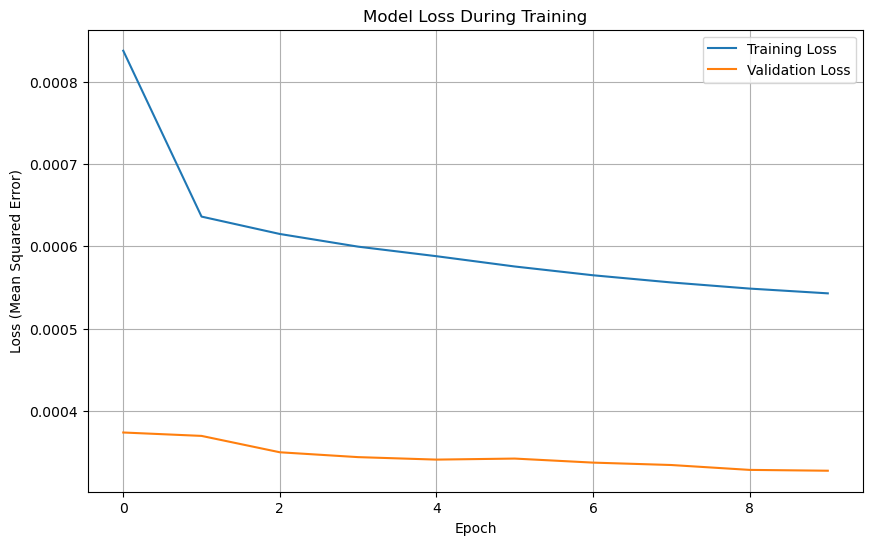 Model Loss During Training
Training Loss
Validation Loss
Loss (Mean Squared Error)
0.0008
0.0007
0.0006
0.0005
0.0004
0 2 4 6 8
Epoch